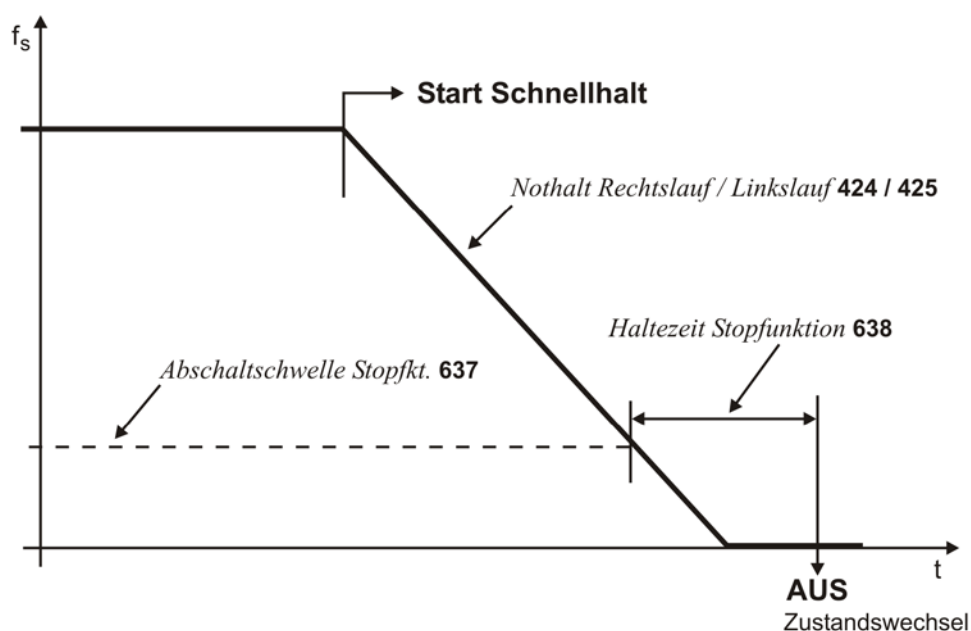 fs
Start Schnellhalt
Nothalt Rechtslauf / Linkslauf 424 / 425
Haltezeit Stopfunktion 638
Abschaltschwelle Stopfkt. 637
t
AUS
Zustandswechsel